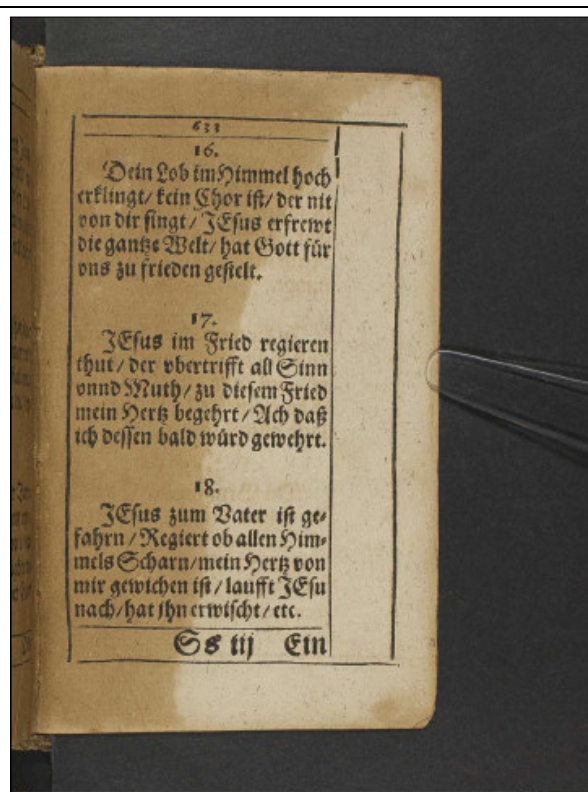 633
16.
Dein Lob im Himmel hoch
erklingt/ kein Chor ist/ der nit
von dir singt/ JEsus erfrewt
die gantze Welt/ hat Gott für
vns zu frieden gestelt.
17.
JEsus im Fried regieren
thut/ der vbertrifft all Sinn
vnnd Muth/ zu diesem Fried
mein Hertz begehrt/ Ach daß
ich dessen bald würd gewehrt.
18.
JEsus zum Vater ist ge-
fahrn/ Regiert ob allen Him-
mels Scharn/ mein Hertz von
mir gewichen ist/ laufft JEsu
nach/ hat jhn erwischt/ etc.
Ss iij Ein